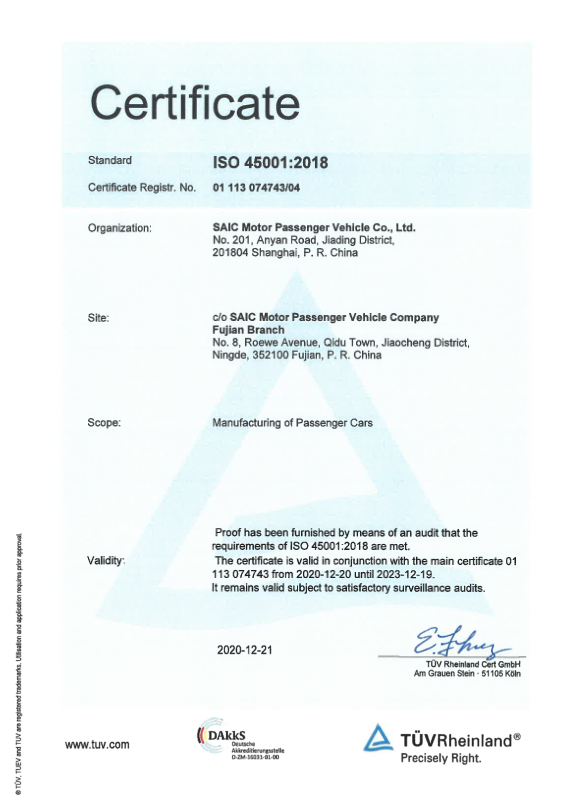 Certificate
Standard ISO 45001:2018
Certificate Registr. No. 01 113 074743/04
Organization: SAIC Motor Passenger Vehicle Co., Ltd.
No. 201, Anyan Road, Jiading District,
201804 Shanghai, P. R. China
Site: c/o SAIC Motor Passenger Vehicle Company
Fujian Branch
No. 8, Roewe Avenue, Qidu Town, Jiaocheng District,
Ningde, 352100 Fujian, P. R. China
Scope: Manufacturing of Passenger Cars
Proof has been furnished by means of an audit that the
requirements of ISO 45001:2018 are met.
Validity: The certificate is valid in conjunction with the main certificate 01
113 074743 from 2020-12-20 until 2023-12-19.
It remains valid subject to satisfactory surveillance audits.
2020-12-21
TÜV Rheinland Cert GmbH
Am Grauen Stein · 51105 Köln
www.tuv.com
DAkkS
Deutsche
Akkreditierungsstelle
D-ZM-16031-01-00
TÜVRheinland®
Precisely Right.
® TÜV, TUEV and TUV are registered trademarks. Utilisation and application requires prior approval.